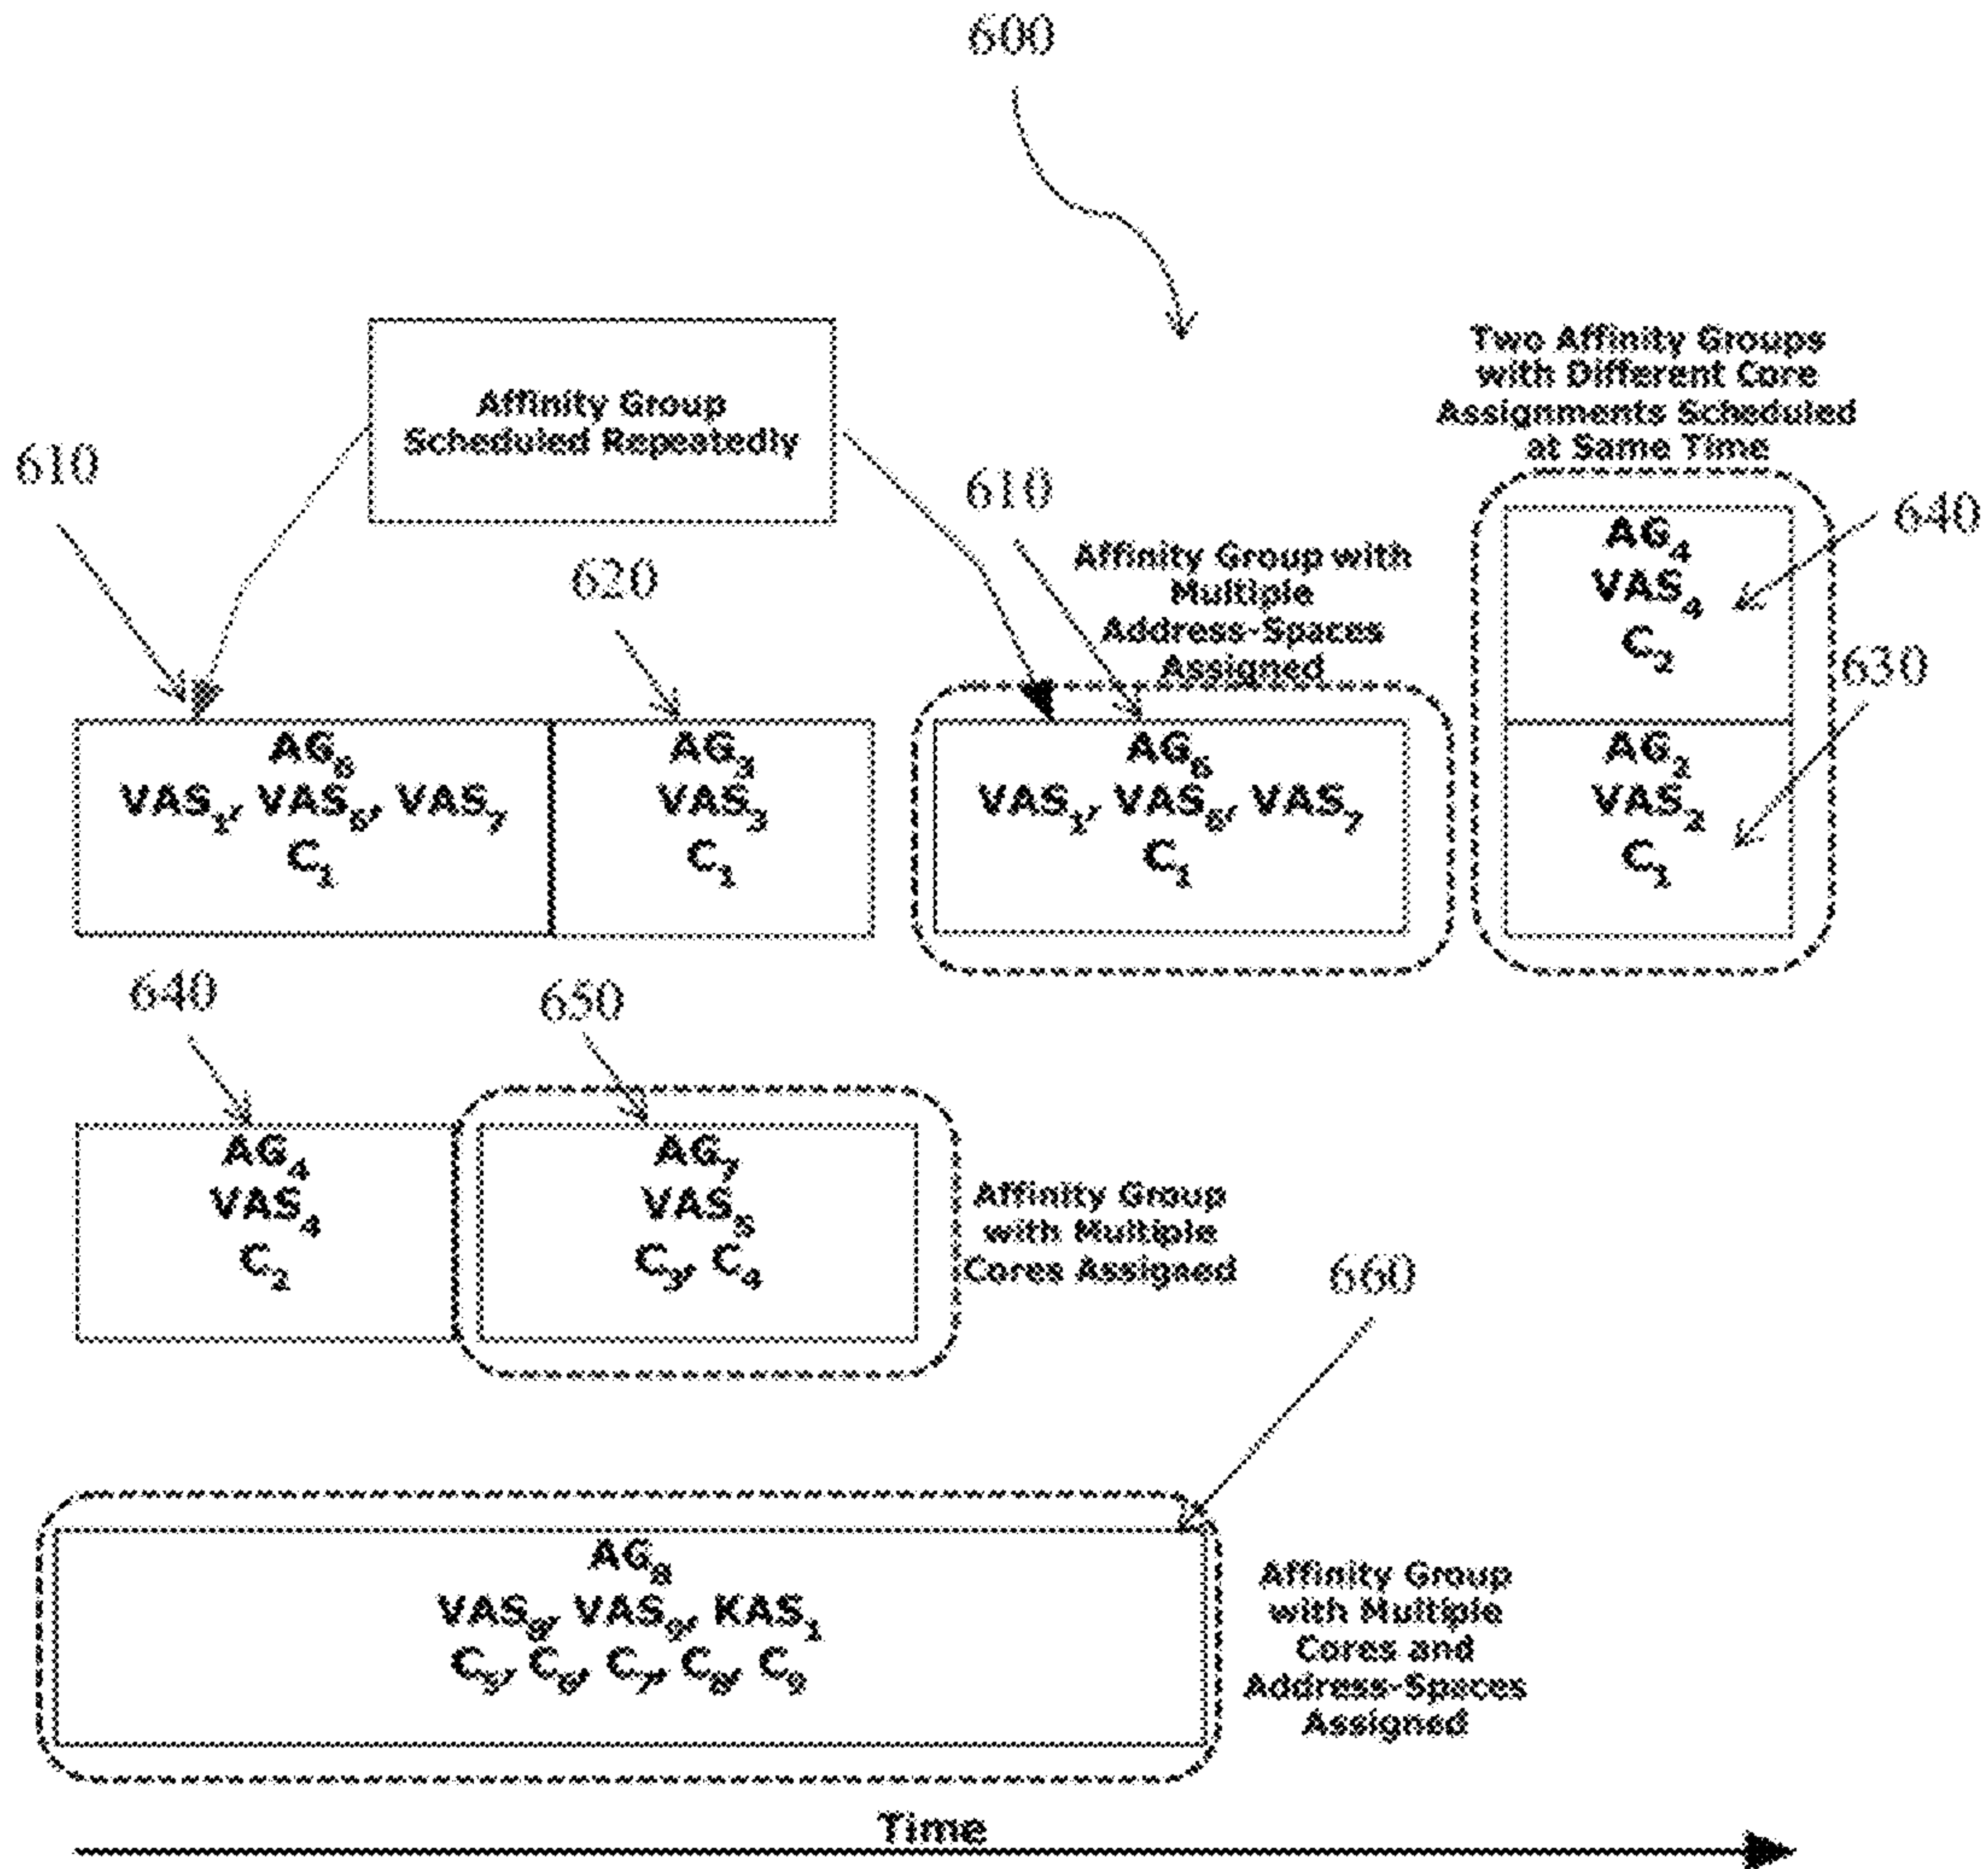 600
Affinity Group
Scheduled Repeatedly
Two Affinity Groups
with Different Core
Assignments Scheduled
at Same Time
610
620
610
Affinity Group with
Multiple
Address-Spaces
Assigned
640
630
AG₄
VAS₄
C₂
AG₆
VAS₁, VAS₆, VAS₇
C₁
AG₃
VAS₃
C₁
AG₆
VAS₁, VAS₆, VAS₇
C₁
AG₂
VAS₂
C₁
640
650
AG₄
VAS₄
C₂
AG₇
VAS₅
C₃, C₄
Affinity Group
with Multiple
Cores Assigned
660
AG₈
VAS₈, VAS₉, KAS₁
C₅, C₆, C₇, C₈, C₉
Affinity Group
with Multiple
Cores and
Address-Spaces
Assigned
Time